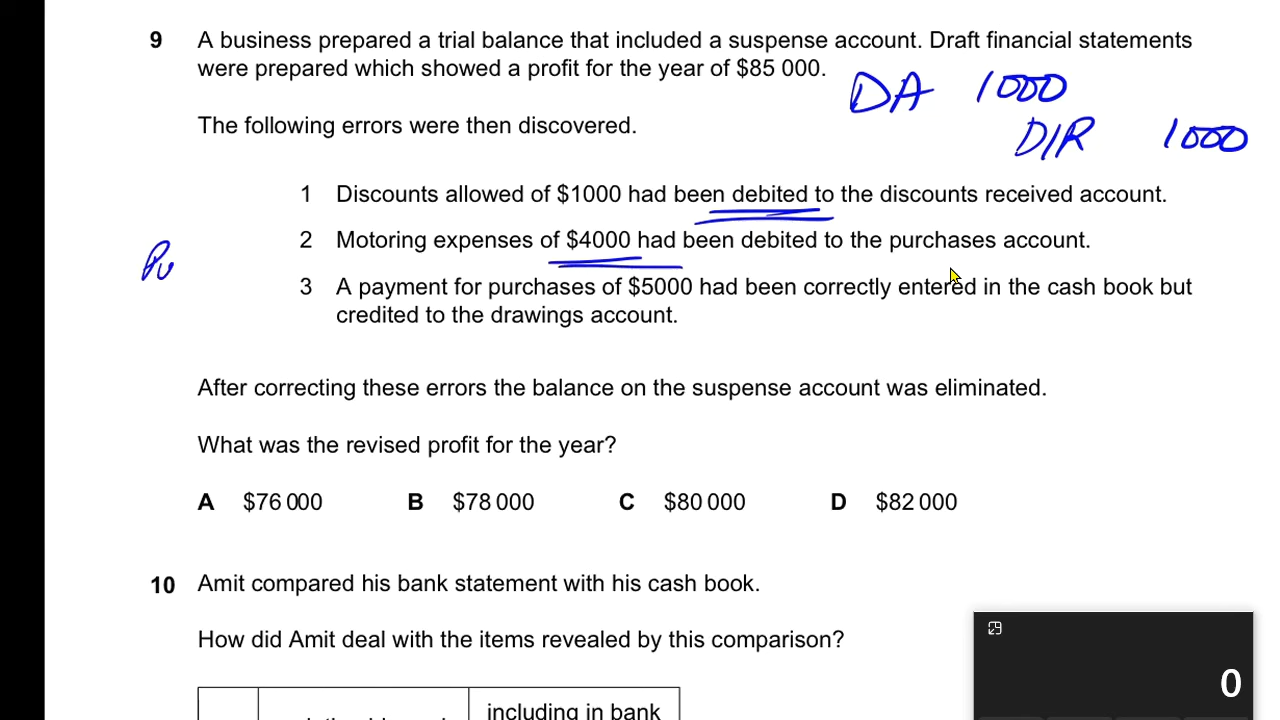 9 A business prepared a trial balance that included a suspense account. Draft financial statements
were prepared which showed a profit for the year of $85 000.
DA 1000
The following errors were then discovered.
D/R 1000
1 Discounts allowed of $1000 had been debited to the discounts received account.
2 Motoring expenses of $4000 had been debited to the purchases account.
Pu
3 A payment for purchases of $5000 had been correctly entered in the cash book but
credited to the drawings account.
After correcting these errors the balance on the suspense account was eliminated.
What was the revised profit for the year?
A $76 000 B $78 000 C $80 000 D $82 000
10 Amit compared his bank statement with his cash book.
How did Amit deal with the items revealed by this comparison?
including in bank
0